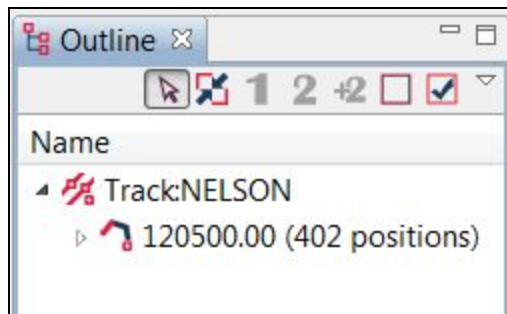 Outline
1 2 +2
Name
Track:NELSON
120500.00 (402 positions)